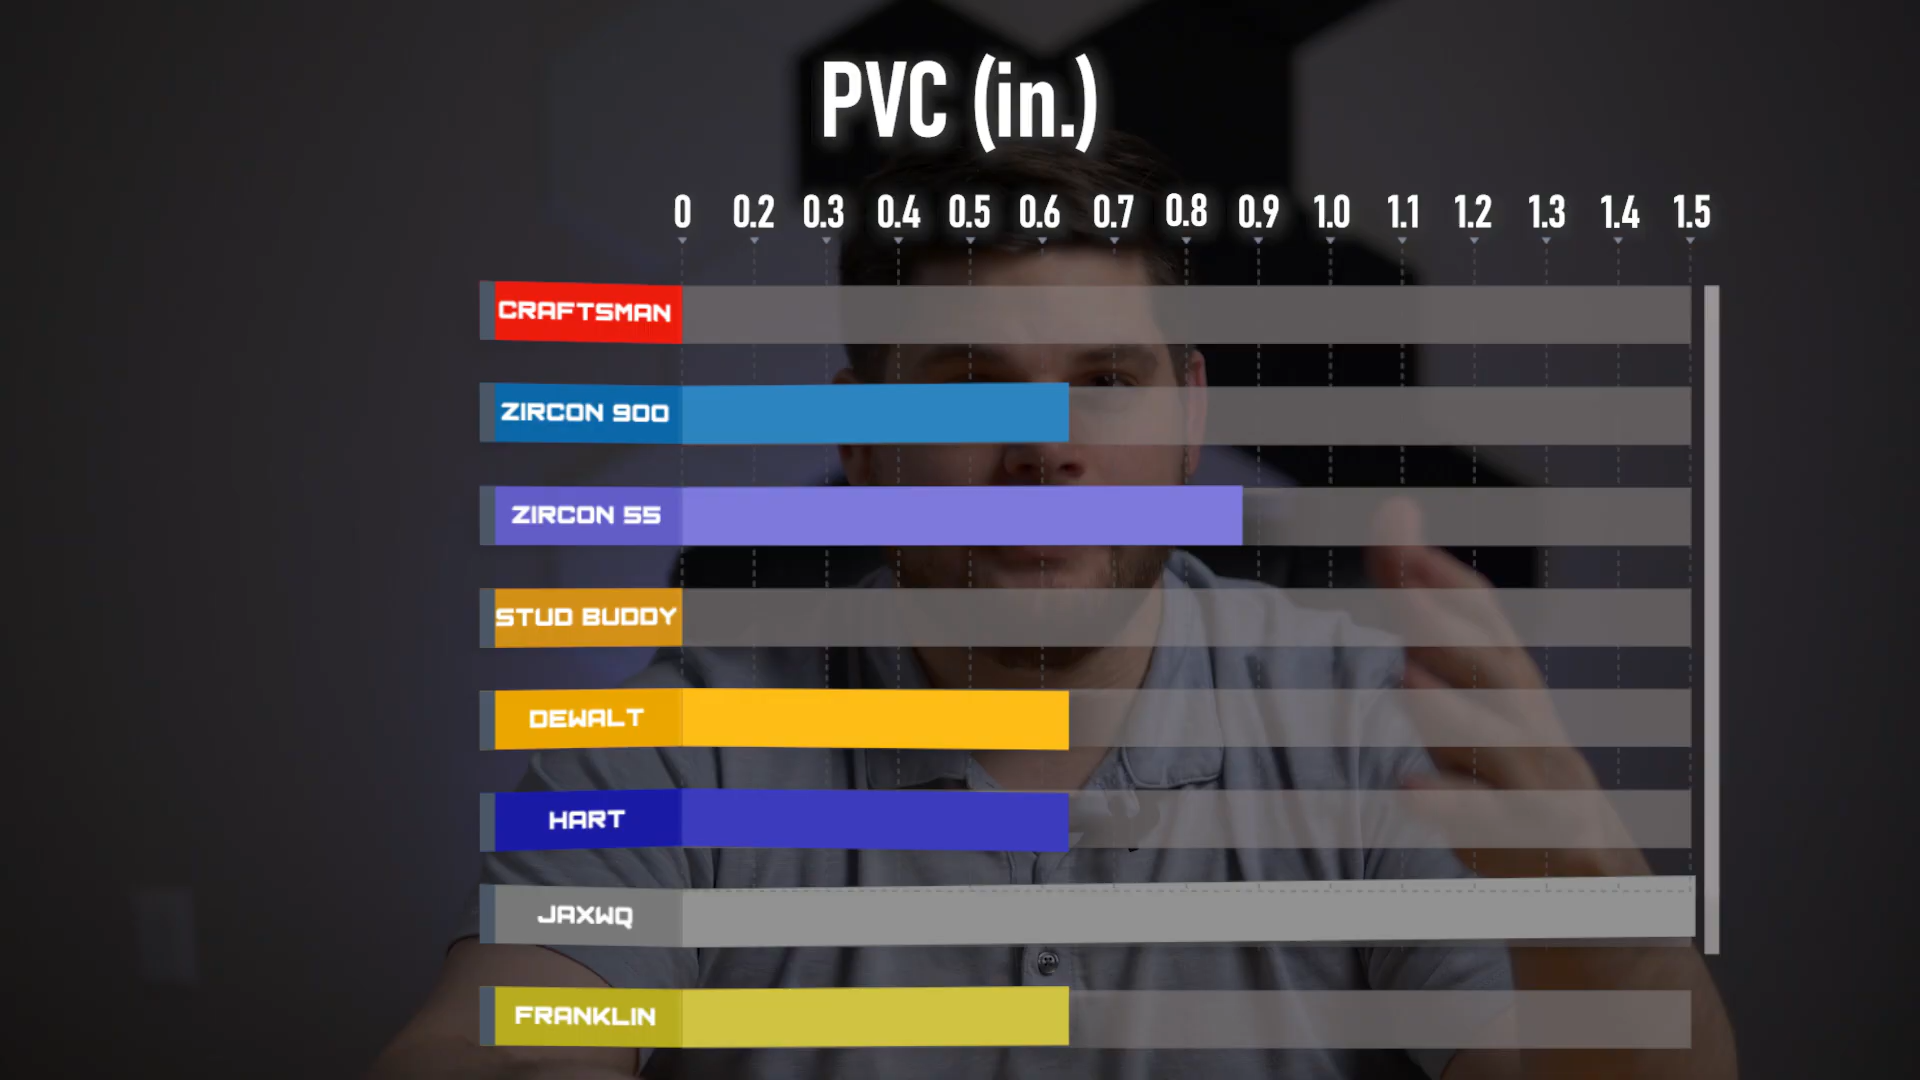 PVC (in.)
0 0.2 0.3 0.4 0.5 0.6 0.7 0.8 0.9 1.0 1.1 1.2 1.3 1.4 1.5
CRAFTSMAN
ZIRCON 900
ZIRCON 55
STUD BUDDY
DEWALT
HART
JAXWQ
FRANKLIN